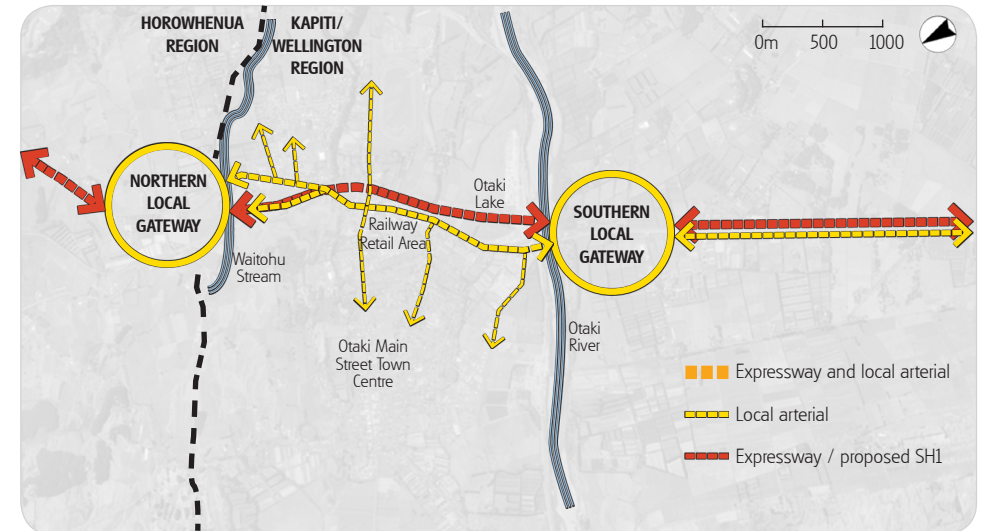 HOROWHENUA
REGION
KAPITI/
WELLINGTON
REGION
0m 500 1000
NORTHERN
LOCAL
GATEWAY
Otaki
Lake
SOUTHERN
LOCAL
GATEWAY
Railway
Retail Area
Waitohu
Stream
Otaki Main
Street Town
Centre
Otaki
River
Expressway and local arterial
Local arterial
Expressway / proposed SH1